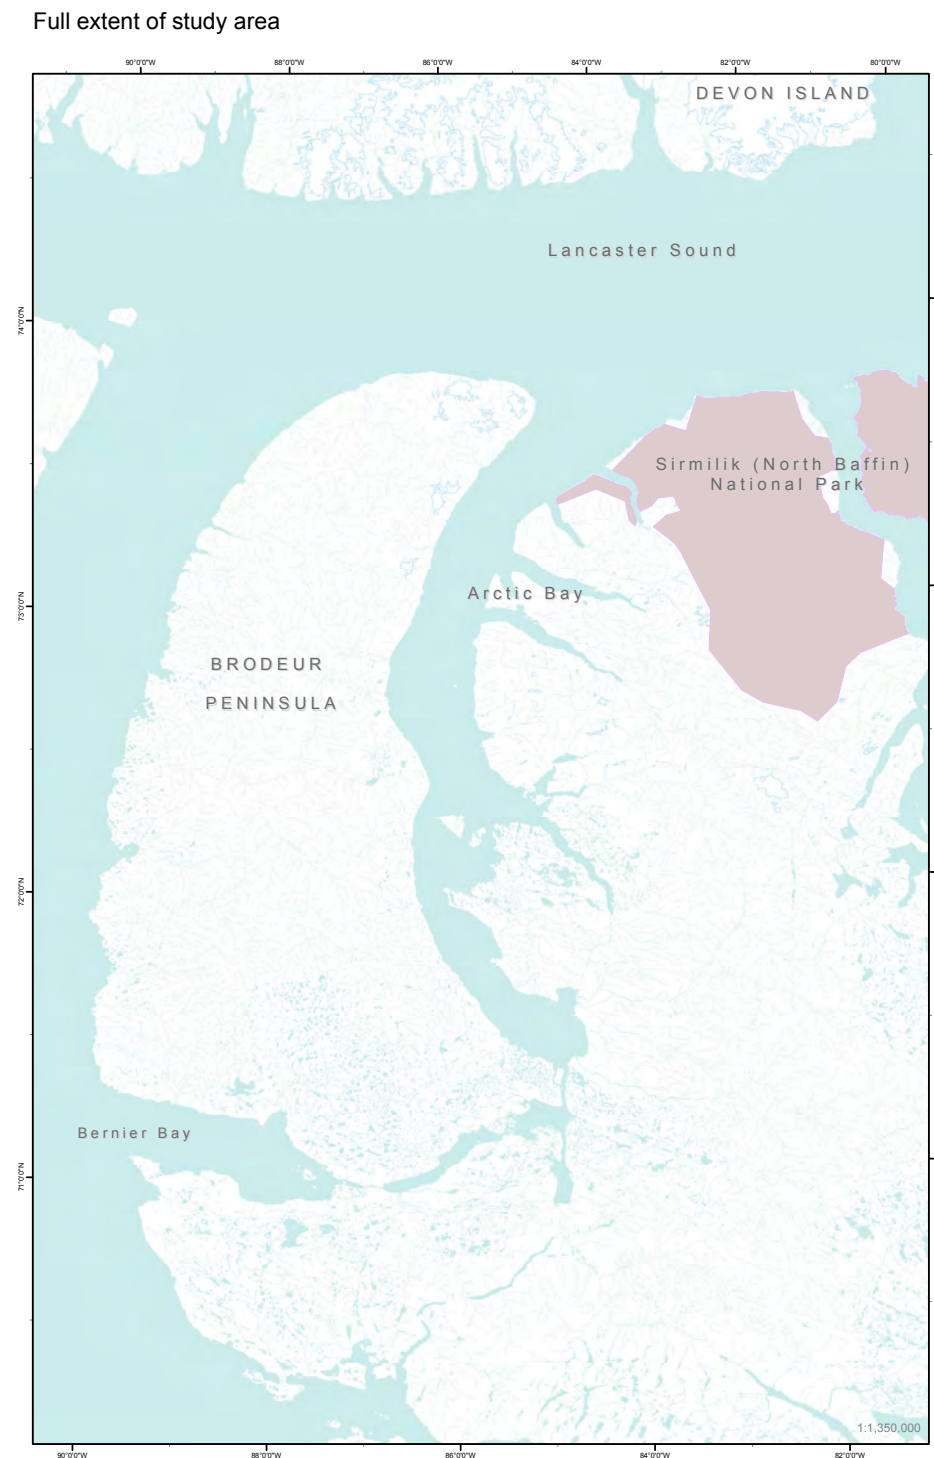 Full extent of study area
90°0'0"W 88°0'0"W 86°0'0"W 84°0'0"W 82°0'0"W 80°0'0"W
DEVON ISLAND
Lancaster Sound
74°0'0"N
Sirmilik (North Baffin)
National Park
Arctic Bay
73°0'0"N
BRODEUR
PENINSULA
72°0'0"N
Bernier Bay
71°0'0"N
1:1,350,000
90°0'0"W 88°0'0"W 86°0'0"W 84°0'0"W 82°0'0"W